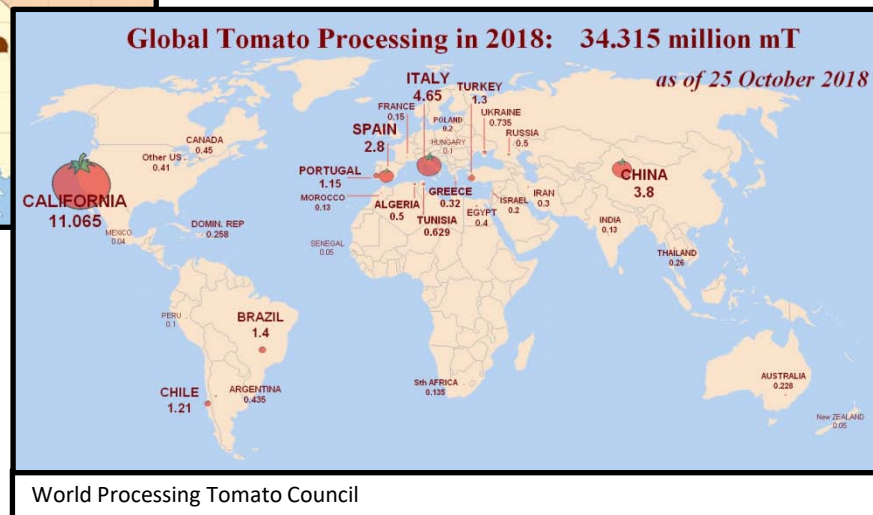 Global Tomato Processing in 2018: 34.315 million mT
as of 25 October 2018
ITALY
4.65
TURKEY
1.3
FRANCE
0.15
POLAND
0.2
UKRAINE
0.735
SPAIN
2.8
HUNGARY
0.1
RUSSIA
0.5
CANADA
0.45
Other US
0.41
CALIFORNIA
11.065
PORTUGAL
1.15
MOROCCO
0.13
ALGERIA
0.5
TUNISIA
0.629
GREECE
0.32
EGYPT
0.4
ISRAEL
0.2
IRAN
0.3
CHINA
3.8
MEXICO
0.04
DOMIN. REP
0.258
SENEGAL
0.05
INDIA
0.13
THAILAND
0.26
PERU
0.1
BRAZIL
1.4
CHILE
1.21
ARGENTINA
0.435
Sth AFRICA
0.135
AUSTRALIA
0.228
New ZEALAND
0.05
World Processing Tomato Council